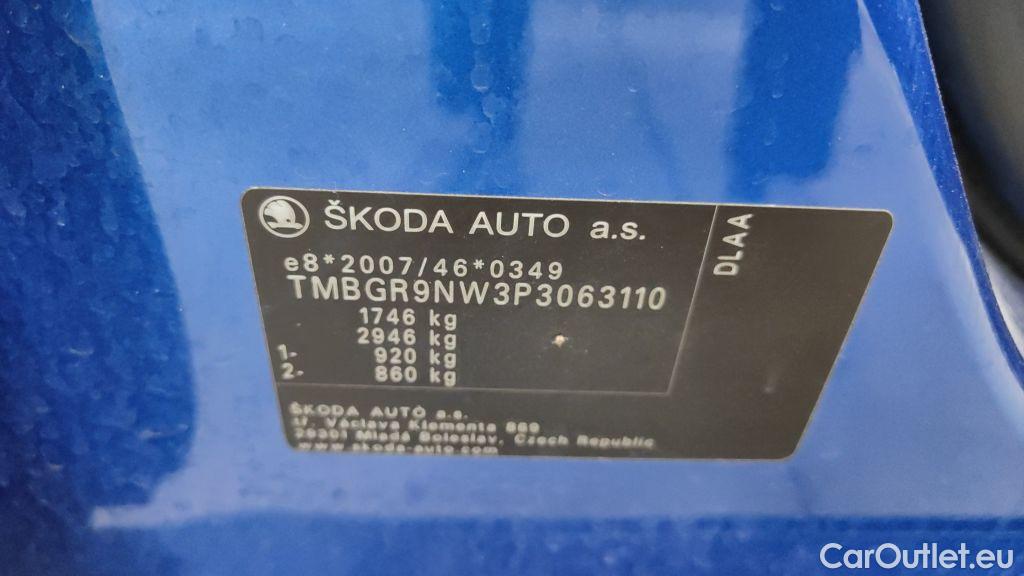 ŠKODA AUTO a.s.
e8*2007/46*0349
TMBGR9NW3P3063110
1746 kg
2946 kg
1- 920 kg
2- 860 kg
DLAA
ŠKODA AUTO a.s.
17. Václava Klementa 869
29301 Mladá Boleslav, Czech Republic
www.skoda-auto.com
CarOutlet.eu